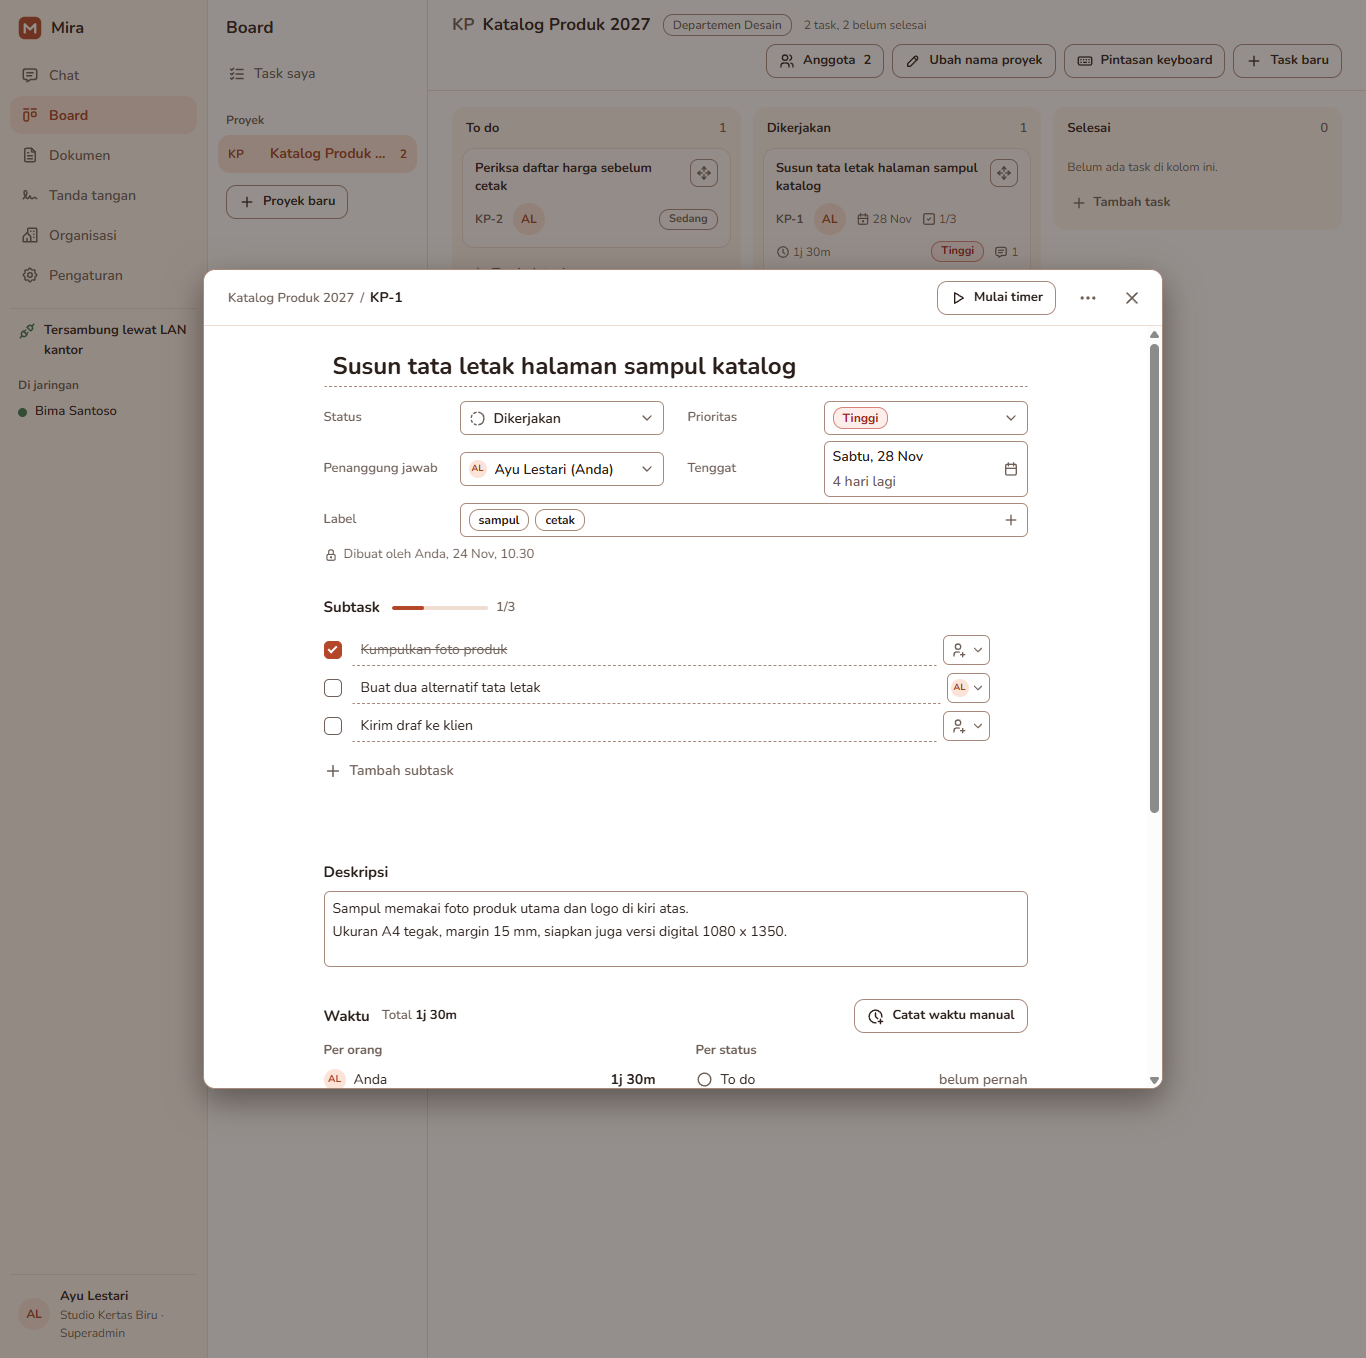 Mira
Chat
Board
Dokumen
Tanda tangan
Organisasi
Pengaturan
Tersambung lewat LAN
kantor
Di jaringan
Bima Santoso
AL
Ayu Lestari
Studio Kertas Biru ·
Superadmin
Board
Task saya
Proyek
KP Katalog Produk ... 2
Proyek baru
KP Katalog Produk 2027 Departemen Desain 2 task, 2 belum selesai
Anggota 2 Ubah nama proyek Pintasan keyboard Task baru
To do 1
Periksa daftar harga sebelum
cetak
KP-2 AL Sedang
Dikerjakan 1
Susun tata letak halaman sampul
katalog
KP-1 AL 28 Nov 1/3
1j 30m Tinggi 1
Selesai 0
Belum ada task di kolom ini.
Tambah task
Katalog Produk 2027 / KP-1 Mulai timer
Susun tata letak halaman sampul katalog
Status Dikerjakan Prioritas Tinggi
Penanggung jawab AL Ayu Lestari (Anda) Tenggat Sabtu, 28 Nov
4 hari lagi
Label sampul cetak
Dibuat oleh Anda, 24 Nov, 10.30
Subtask 1/3
Kumpulkan foto produk
Buat dua alternatif tata letak AL
Kirim draf ke klien
Tambah subtask
Deskripsi
Sampul memakai foto produk utama dan logo di kiri atas.
Ukuran A4 tegak, margin 15 mm, siapkan juga versi digital 1080 x 1350.
Waktu Total 1j 30m Catat waktu manual
Per orang Per status
AL Anda 1j 30m To do belum pernah